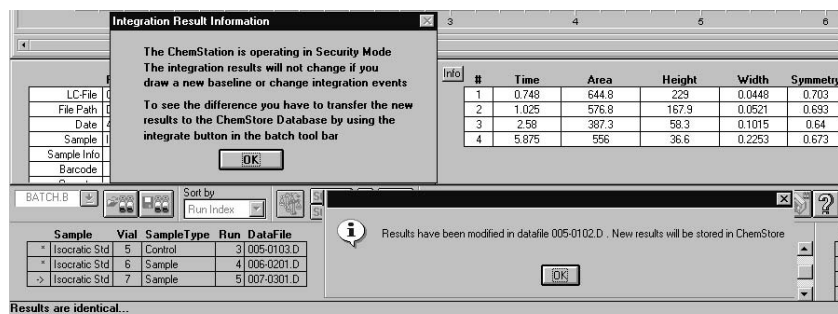 Integration Result Information
The ChemStation is operating in Security Mode
The integration results will not change if you
draw a new baseline or change integration events
To see the difference you have to transfer the new
results to the ChemStore Database by using the
integrate button in the batch tool bar
OK
3 4 5 6
LC-File
File Path
Date
Sample
Sample Info
Barcode
Info # Time Area Height Width Symmetry
1 0.748 644.8 229 0.0448 0.703
2 1.025 576.8 167.9 0.0521 0.693
3 2.58 387.3 58.3 0.1015 0.64
4 5.875 556 36.6 0.2253 0.673
BATCH.B
Sort by
Run Index
Sample Vial SampleType Run DataFile
* Isocratic Std 5 Control 3 005-0103.D
* Isocratic Std 6 Sample 4 006-0201.D
-> Isocratic Std 7 Sample 5 007-0301.D
Results have been modified in datafile 005-0102.D . New results will be stored in ChemStore
OK
Results are identical...